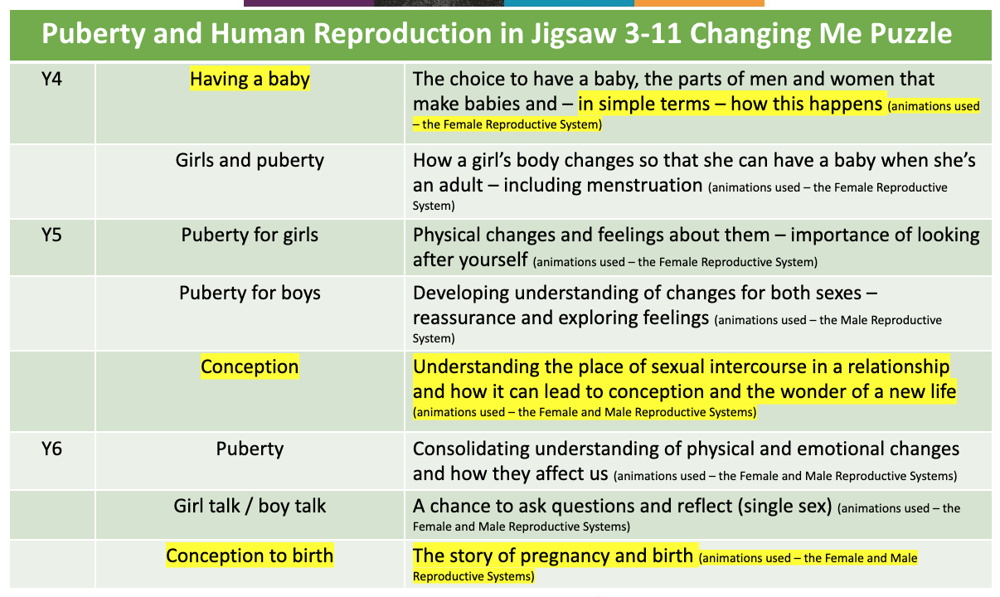 Puberty and Human Reproduction in Jigsaw 3-11 Changing Me Puzzle
Y4
Having a baby
The choice to have a baby, the parts of men and women that
make babies and – in simple terms – how this happens (animations used
– the Female Reproductive System)
Girls and puberty
How a girl’s body changes so that she can have a baby when she’s
an adult – including menstruation (animations used – the Female Reproductive
System)
Y5
Puberty for girls
Physical changes and feelings about them – importance of looking
after yourself (animations used – the Female Reproductive System)
Puberty for boys
Developing understanding of changes for both sexes –
reassurance and exploring feelings (animations used – the Male Reproductive
System)
Conception
Understanding the place of sexual intercourse in a relationship
and how it can lead to conception and the wonder of a new life
(animations used – the Female and Male Reproductive Systems)
Y6
Puberty
Consolidating understanding of physical and emotional changes
and how they affect us (animations used – the Female and Male Reproductive Systems)
Girl talk / boy talk
A chance to ask questions and reflect (single sex) (animations used – the
Female and Male Reproductive Systems)
Conception to birth
The story of pregnancy and birth (animations used – the Female and Male
Reproductive Systems)